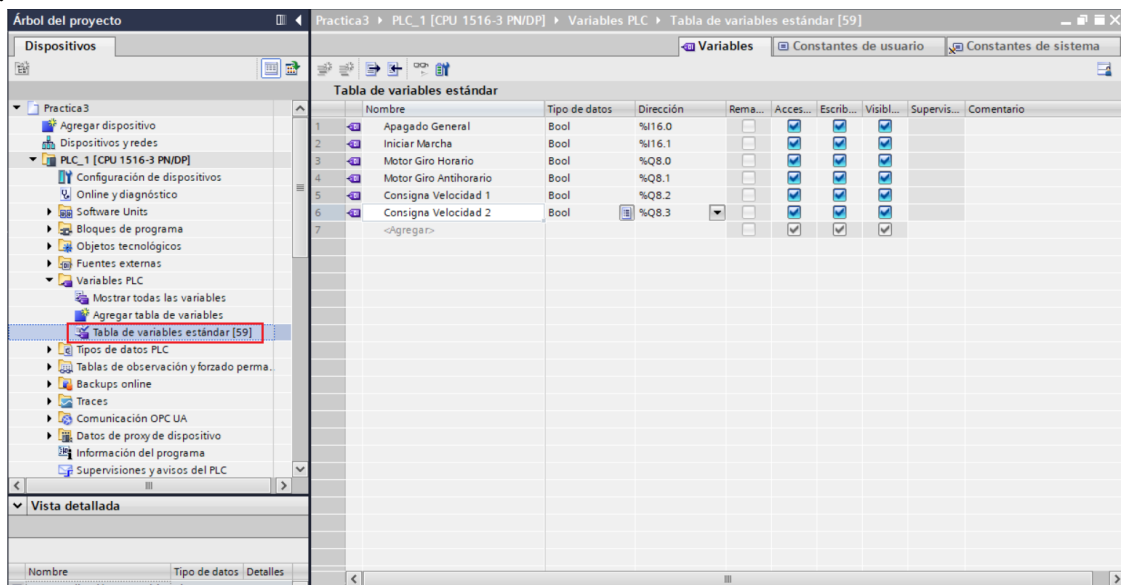 Árbol del proyecto
Practica3 ▸ PLC_1 [CPU 1516-3 PN/DP] ▸ Variables PLC ▸ Tabla de variables estándar [59]
Dispositivos
Variables
Constantes de usuario
Constantes de sistema
Practica3
Agregar dispositivo
Dispositivos y redes
PLC_1 [CPU 1516-3 PN/DP]
Configuración de dispositivos
Online y diagnóstico
Software Units
Bloques de programa
Objetos tecnológicos
Fuentes externas
Variables PLC
Mostrar todas las variables
Agregar tabla de variables
Tabla de variables estándar [59]
Tipos de datos PLC
Tablas de observación y forzado perma..
Backups online
Traces
Comunicación OPC UA
Datos de proxy de dispositivo
Información del programa
Supervisiones y avisos del PLC
Vista detallada
Nombre Tipo de datos Detalles
Tabla de variables estándar
Nombre Tipo de datos Dirección Rema... Acces... Escrib... Visibl... Supervis... Comentario
1 Apagado General Bool %I16.0
2 Iniciar Marcha Bool %I16.1
3 Motor Giro Horario Bool %Q8.0
4 Motor Giro Antihorario Bool %Q8.1
5 Consigna Velocidad 1 Bool %Q8.2
6 Consigna Velocidad 2 Bool %Q8.3
7 <Agregar>